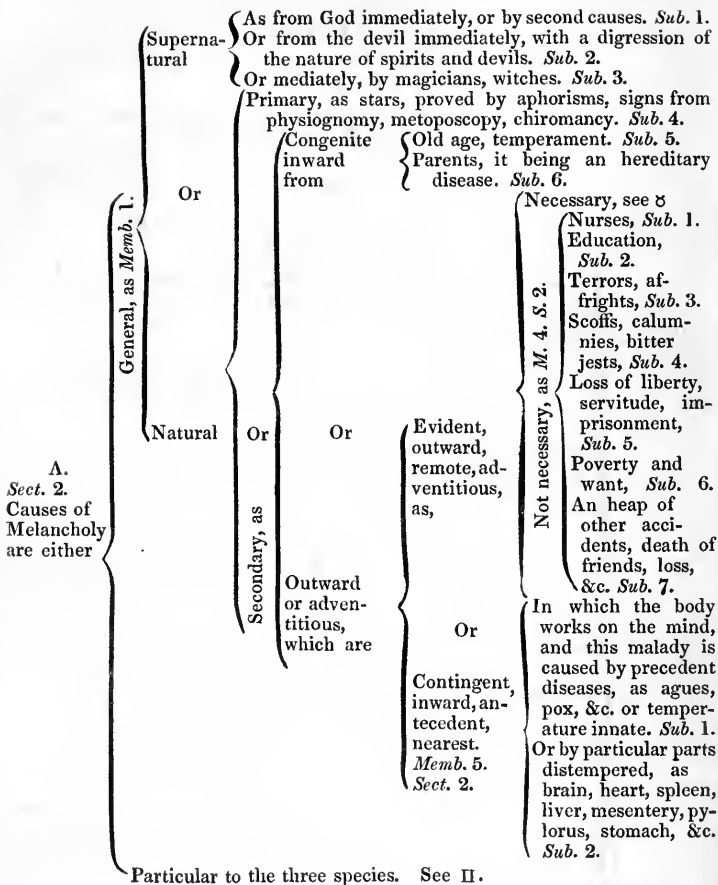 As from God immediately, or by second causes. Sub. 1.
Superna-
tural
Or from the devil immediately, with a digression of
the nature of spirits and devils. Sub. 2.
Or mediately, by magicians, witches. Sub. 3.
Or
Primary, as stars, proved by aphorisms, signs from
physiognomy, metoposcopy, chiromancy. Sub. 4.
Congenite
inward
from
Old age, temperament. Sub. 5.
Parents, it being an hereditary
disease. Sub. 6.
General, as Memb. 1.
Necessary, see ȣ
Not necessary, as M. 4. S. 2.
Nurses, Sub. 1.
Education,
Sub. 2.
Terrors, af-
frights, Sub. 3.
Scoffs, calum-
nies, bitter
jests, Sub. 4.
Loss of liberty,
servitude, im-
prisonment,
Sub. 5.
Poverty and
want, Sub. 6.
An heap of
other acci-
dents, death of
friends, loss,
&c. Sub. 7.
Natural
Or
Or
Evident,
outward,
remote, ad-
ventitious,
as,
A.
Sect. 2.
Causes of
Melancholy
are either
Secondary, as
Outward
or adven-
titious,
which are
Or
Contingent,
inward, an-
tecedent,
nearest.
Memb. 5.
Sect. 2.
In which the body
works on the mind,
and this malady is
caused by precedent
diseases, as agues,
pox, &c. or temper-
ature innate. Sub. 1.
Or by particular parts
distempered, as
brain, heart, spleen,
liver, mesentery, py-
lorus, stomach, &c.
Sub. 2.
Particular to the three species. See Π.